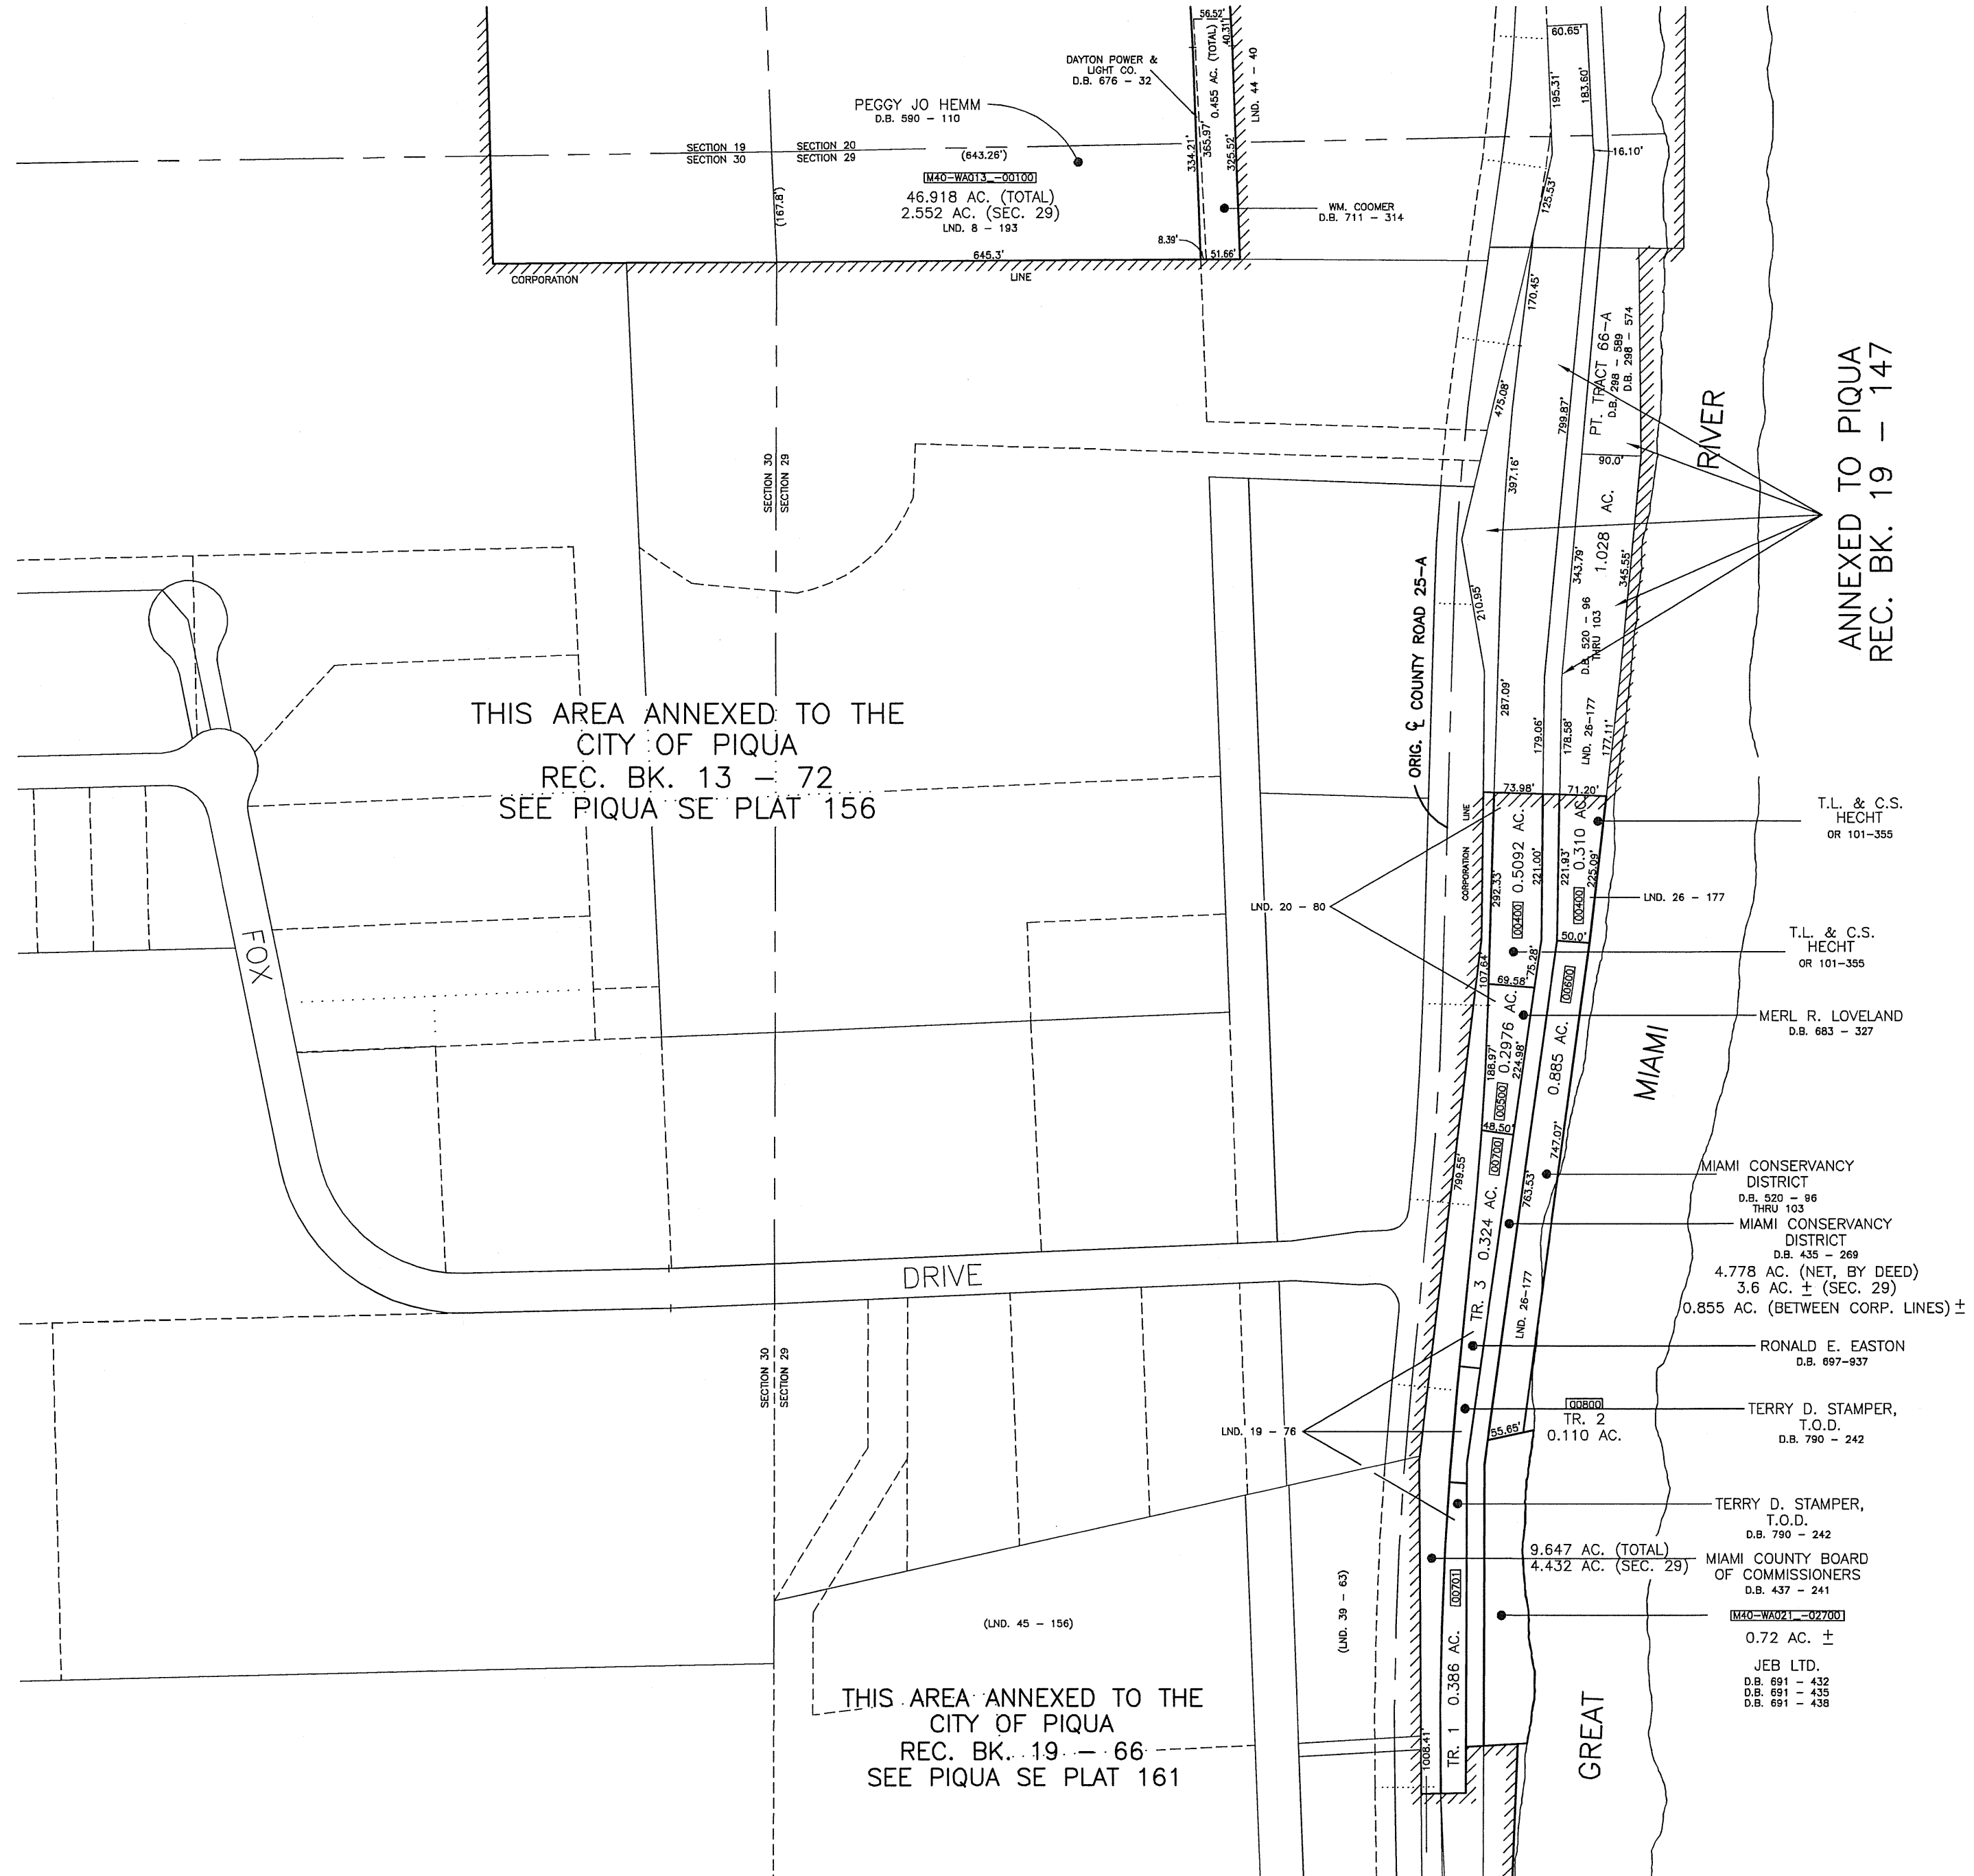 56.52'
40.31'
0.455 AC. (TOTAL)
LND. 44 - 40
DAYTON POWER &
LIGHT CO.
D.B. 676 - 32
60.65'
195.31'
183.60'
PEGGY JO HEMM
D.B. 590 - 110
334.21'
365.97'
325.52'
SECTION 19
SECTION 30
SECTION 20
SECTION 29
(643.26')
16.10'
M40-WA013_-00100
46.918 AC. (TOTAL)
2.552 AC. (SEC. 29)
LND. 8 - 193
(167.8')
125.53'
WM. COOMER
D.B. 711 - 314
8.39'
645.3'
51.66'
CORPORATION
LINE
170.45'
PT. TRACT 66-A
D.B. 298 - 589
D.B. 298 - 574
475.08'
799.87'
RIVER
ANNEXED TO PIQUA
REC. BK. 19 - 147
SECTION 30
SECTION 29
397.16'
90.0'
1.028 AC.
343.79'
345.55'
210.95'
D.B. 520 - 96
THRU 103
ORIG. ℄ COUNTY ROAD 25-A
THIS AREA ANNEXED TO THE
CITY OF PIQUA
REC. BK. 13 - 72
SEE PIQUA SE PLAT 156
287.09'
179.06'
178.58'
LND. 26-177
177.11'
73.98'
71.20'
CORPORATION LINE
T.L. & C.S.
HECHT
OR 101-355
292.33'
00400 0.5092 AC.
221.00'
221.93'
00400 0.310 AC.
225.09'
LND. 20 - 80
LND. 26 - 177
FOX
50.0'
T.L. & C.S.
HECHT
OR 101-355
107.64'
75.28'
69.58'
00600
MERL R. LOVELAND
D.B. 683 - 327
188.97'
00500 0.2976 AC.
224.98'
0.885 AC.
MIAMI
48.50'
00700
799.55'
747.07'
763.53'
MIAMI CONSERVANCY
DISTRICT
D.B. 520 - 96
THRU 103
MIAMI CONSERVANCY
DISTRICT
D.B. 435 - 269
4.778 AC. (NET, BY DEED)
3.6 AC. ± (SEC. 29)
0.855 AC. (BETWEEN CORP. LINES) ±
DRIVE
TR. 3 0.324 AC.
LND. 26-177
RONALD E. EASTON
D.B. 697-937
SECTION 30
SECTION 29
00800
TR. 2
0.110 AC.
TERRY D. STAMPER,
T.O.D.
D.B. 790 - 242
LND. 19 - 76
55.65'
TERRY D. STAMPER,
T.O.D.
D.B. 790 - 242
9.647 AC. (TOTAL)
4.432 AC. (SEC. 29)
MIAMI COUNTY BOARD
OF COMMISSIONERS
D.B. 437 - 241
M40-WA021_-02700
0.72 AC. ±
JEB LTD.
D.B. 691 - 432
D.B. 691 - 435
D.B. 691 - 438
(LND. 45 - 156)
(LND. 39 - 63)
00701
TR. 1 0.386 AC.
1008.41'
GREAT
THIS AREA ANNEXED TO THE
CITY OF PIQUA
REC. BK. 19 - 66
SEE PIQUA SE PLAT 161